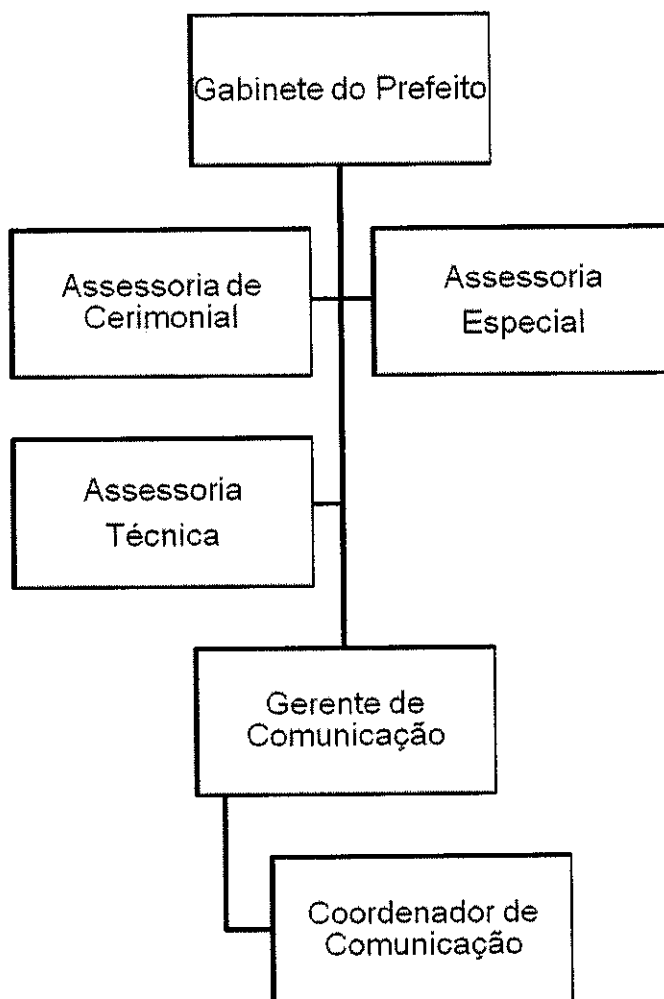 Gabinete do Prefeito
Assessoria de
Cerimonial
Assessoria
Especial
Assessoria
Técnica
Gerente de
Comunicação
Coordenador de
Comunicação